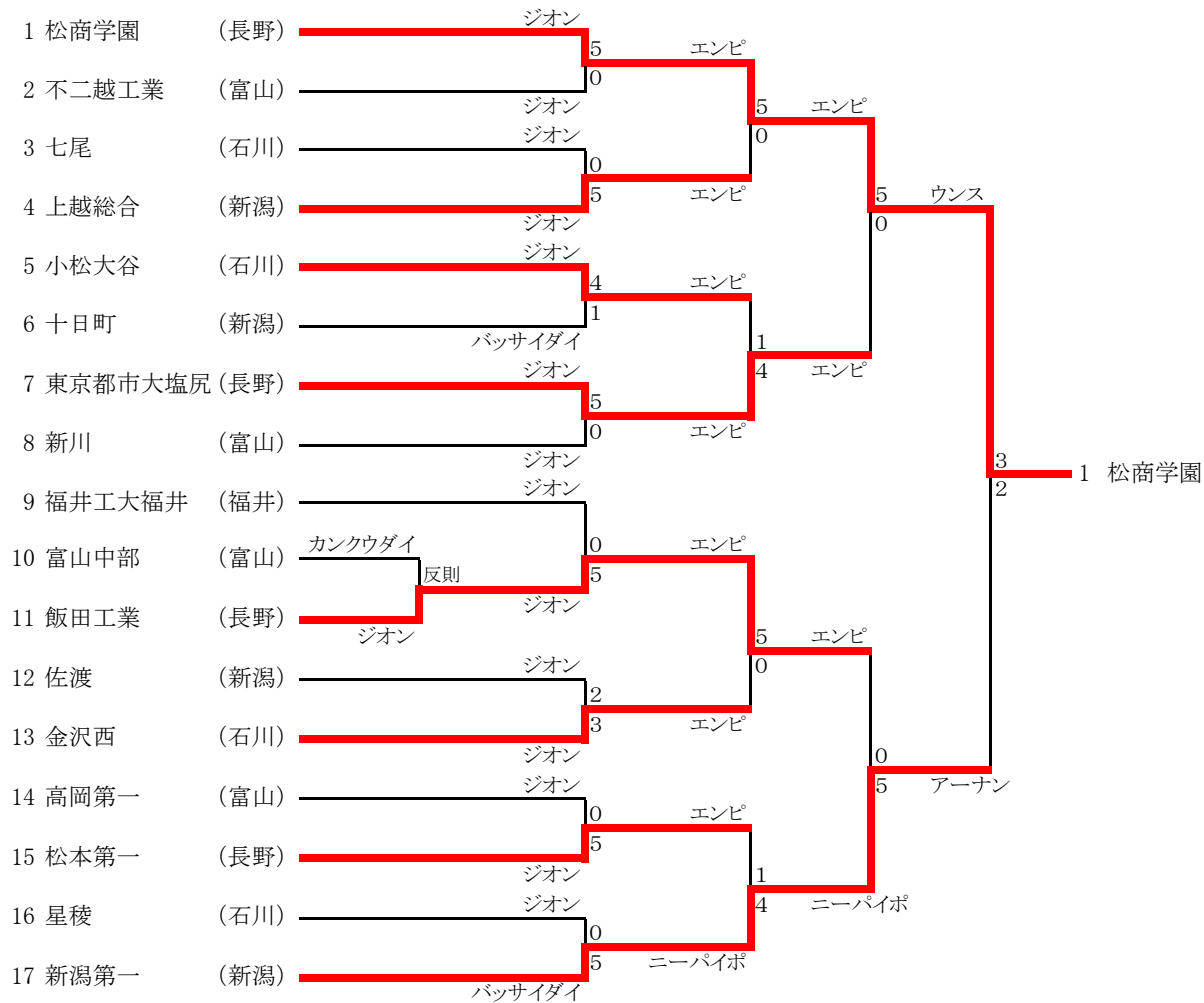 ジオン
1 松商学園 (長野)
5 エンピ
0
2 不二越工業 (富山)
ジオン
5 エンピ
ジオン
0
3 七尾 (石川)
0
エンピ
5
4 上越総合 (新潟)
5 ウンス
ジオン
0
ジオン
5 小松大谷 (石川)
4 エンピ
1
6 十日町 (新潟)
バッサイダイ
1
ジオン
4 エンピ
7 東京都市大塩尻 (長野)
5
0 エンピ
8 新川 (富山)
ジオン
3
1 松商学園
2
ジオン
9 福井工大福井 (福井)
カンクウダイ
0 エンピ
10 富山中部 (富山)
反則
5
ジオン
11 飯田工業 (長野)
ジオン
5 エンピ
ジオン
0
12 佐渡 (新潟)
2
エンピ
3
13 金沢西 (石川)
ジオン
0
ジオン
5 アーナン
14 高岡第一 (富山)
0 エンピ
5
15 松本第一 (長野)
ジオン
1
ジオン
4 ニーパイポ
16 星稜 (石川)
0
5 ニーパイポ
17 新潟第一 (新潟)
バッサイダイ